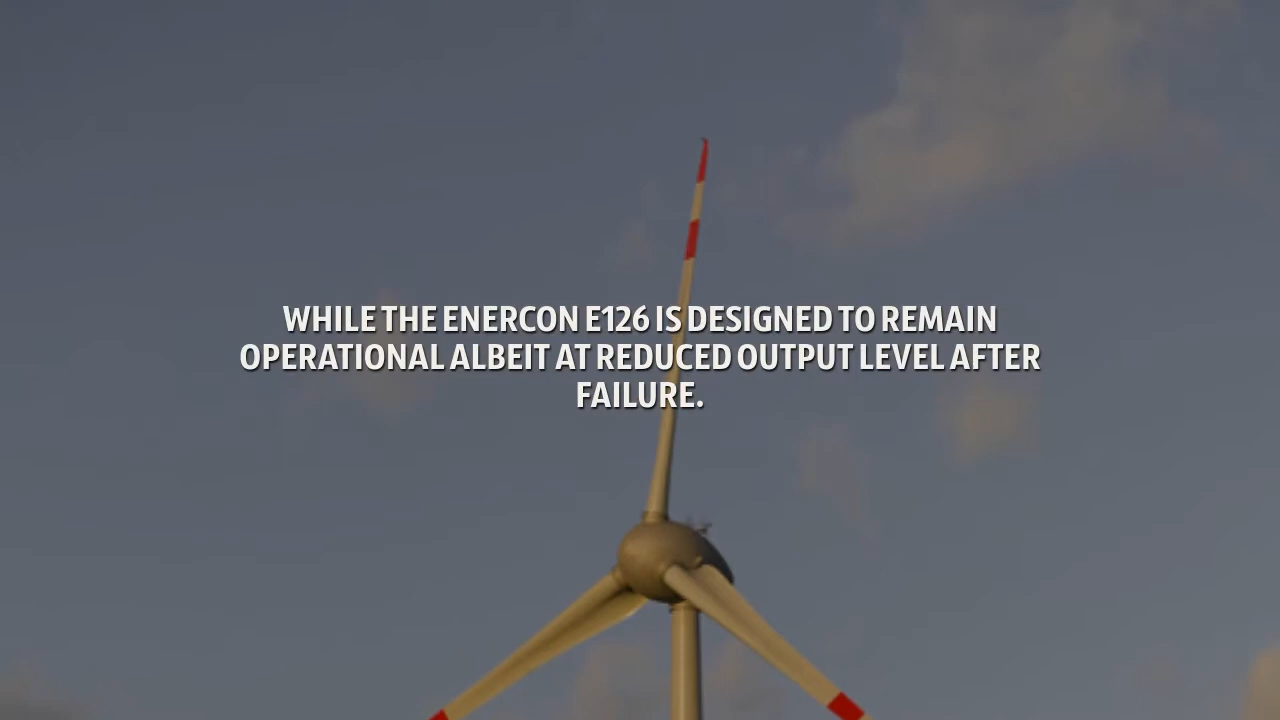 WHILE THE ENERCON E126 IS DESIGNED TO REMAIN
OPERATIONAL ALBEIT AT REDUCED OUTPUT LEVEL AFTER
FAILURE.